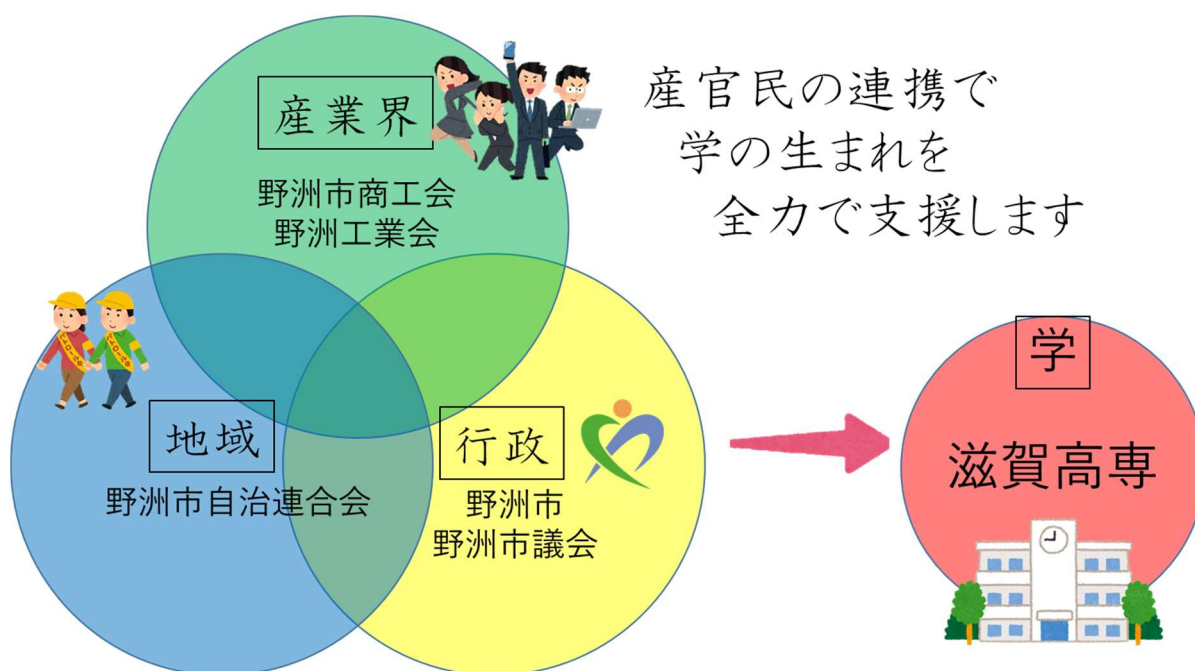 産業界
野洲市商工会
野洲工業会
産官民の連携で
学の生まれを
全力で支援します
地域
野洲市自治連合会
行政
野洲市
野洲市議会
学
滋賀高専